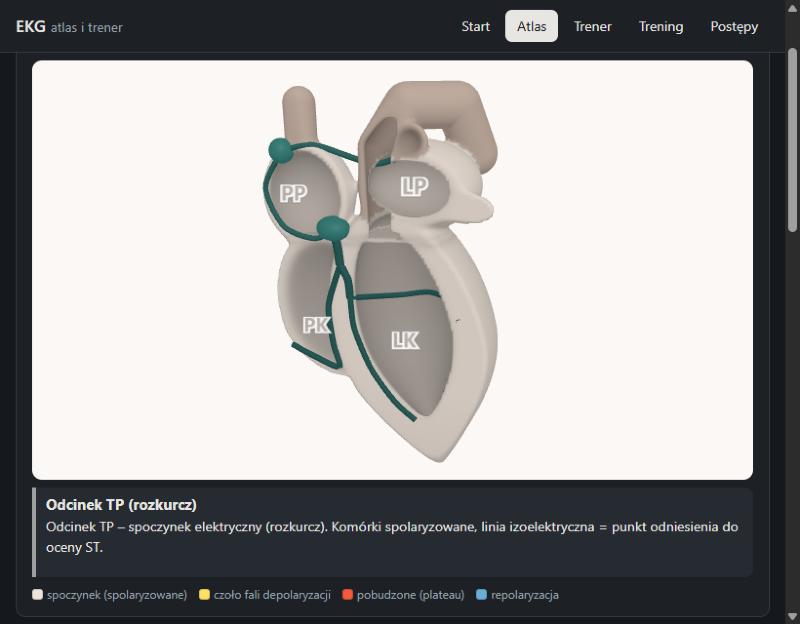 EKG atlas i trener
Start Atlas Trener Trening Postępy
PP
LP
PK
LK
Odcinek TP (rozkurcz)
Odcinek TP – spoczynek elektryczny (rozkurcz). Komórki spolaryzowane, linia izoelektryczna = punkt odniesienia do
oceny ST.
spoczynek (spolaryzowane) czoło fali depolaryzacji pobudzone (plateau) repolaryzacja